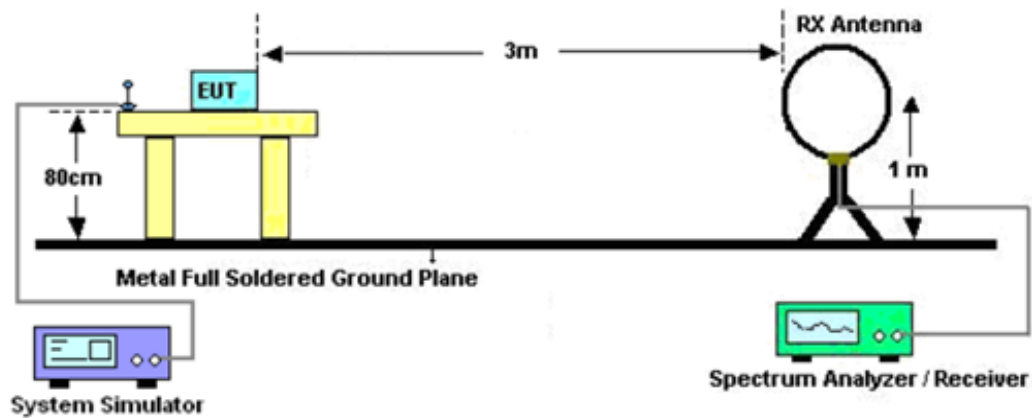 RX Antenna
3m
EUT
80cm
1 m
Metal Full Soldered Ground Plane
System Simulator
Spectrum Analyzer / Receiver